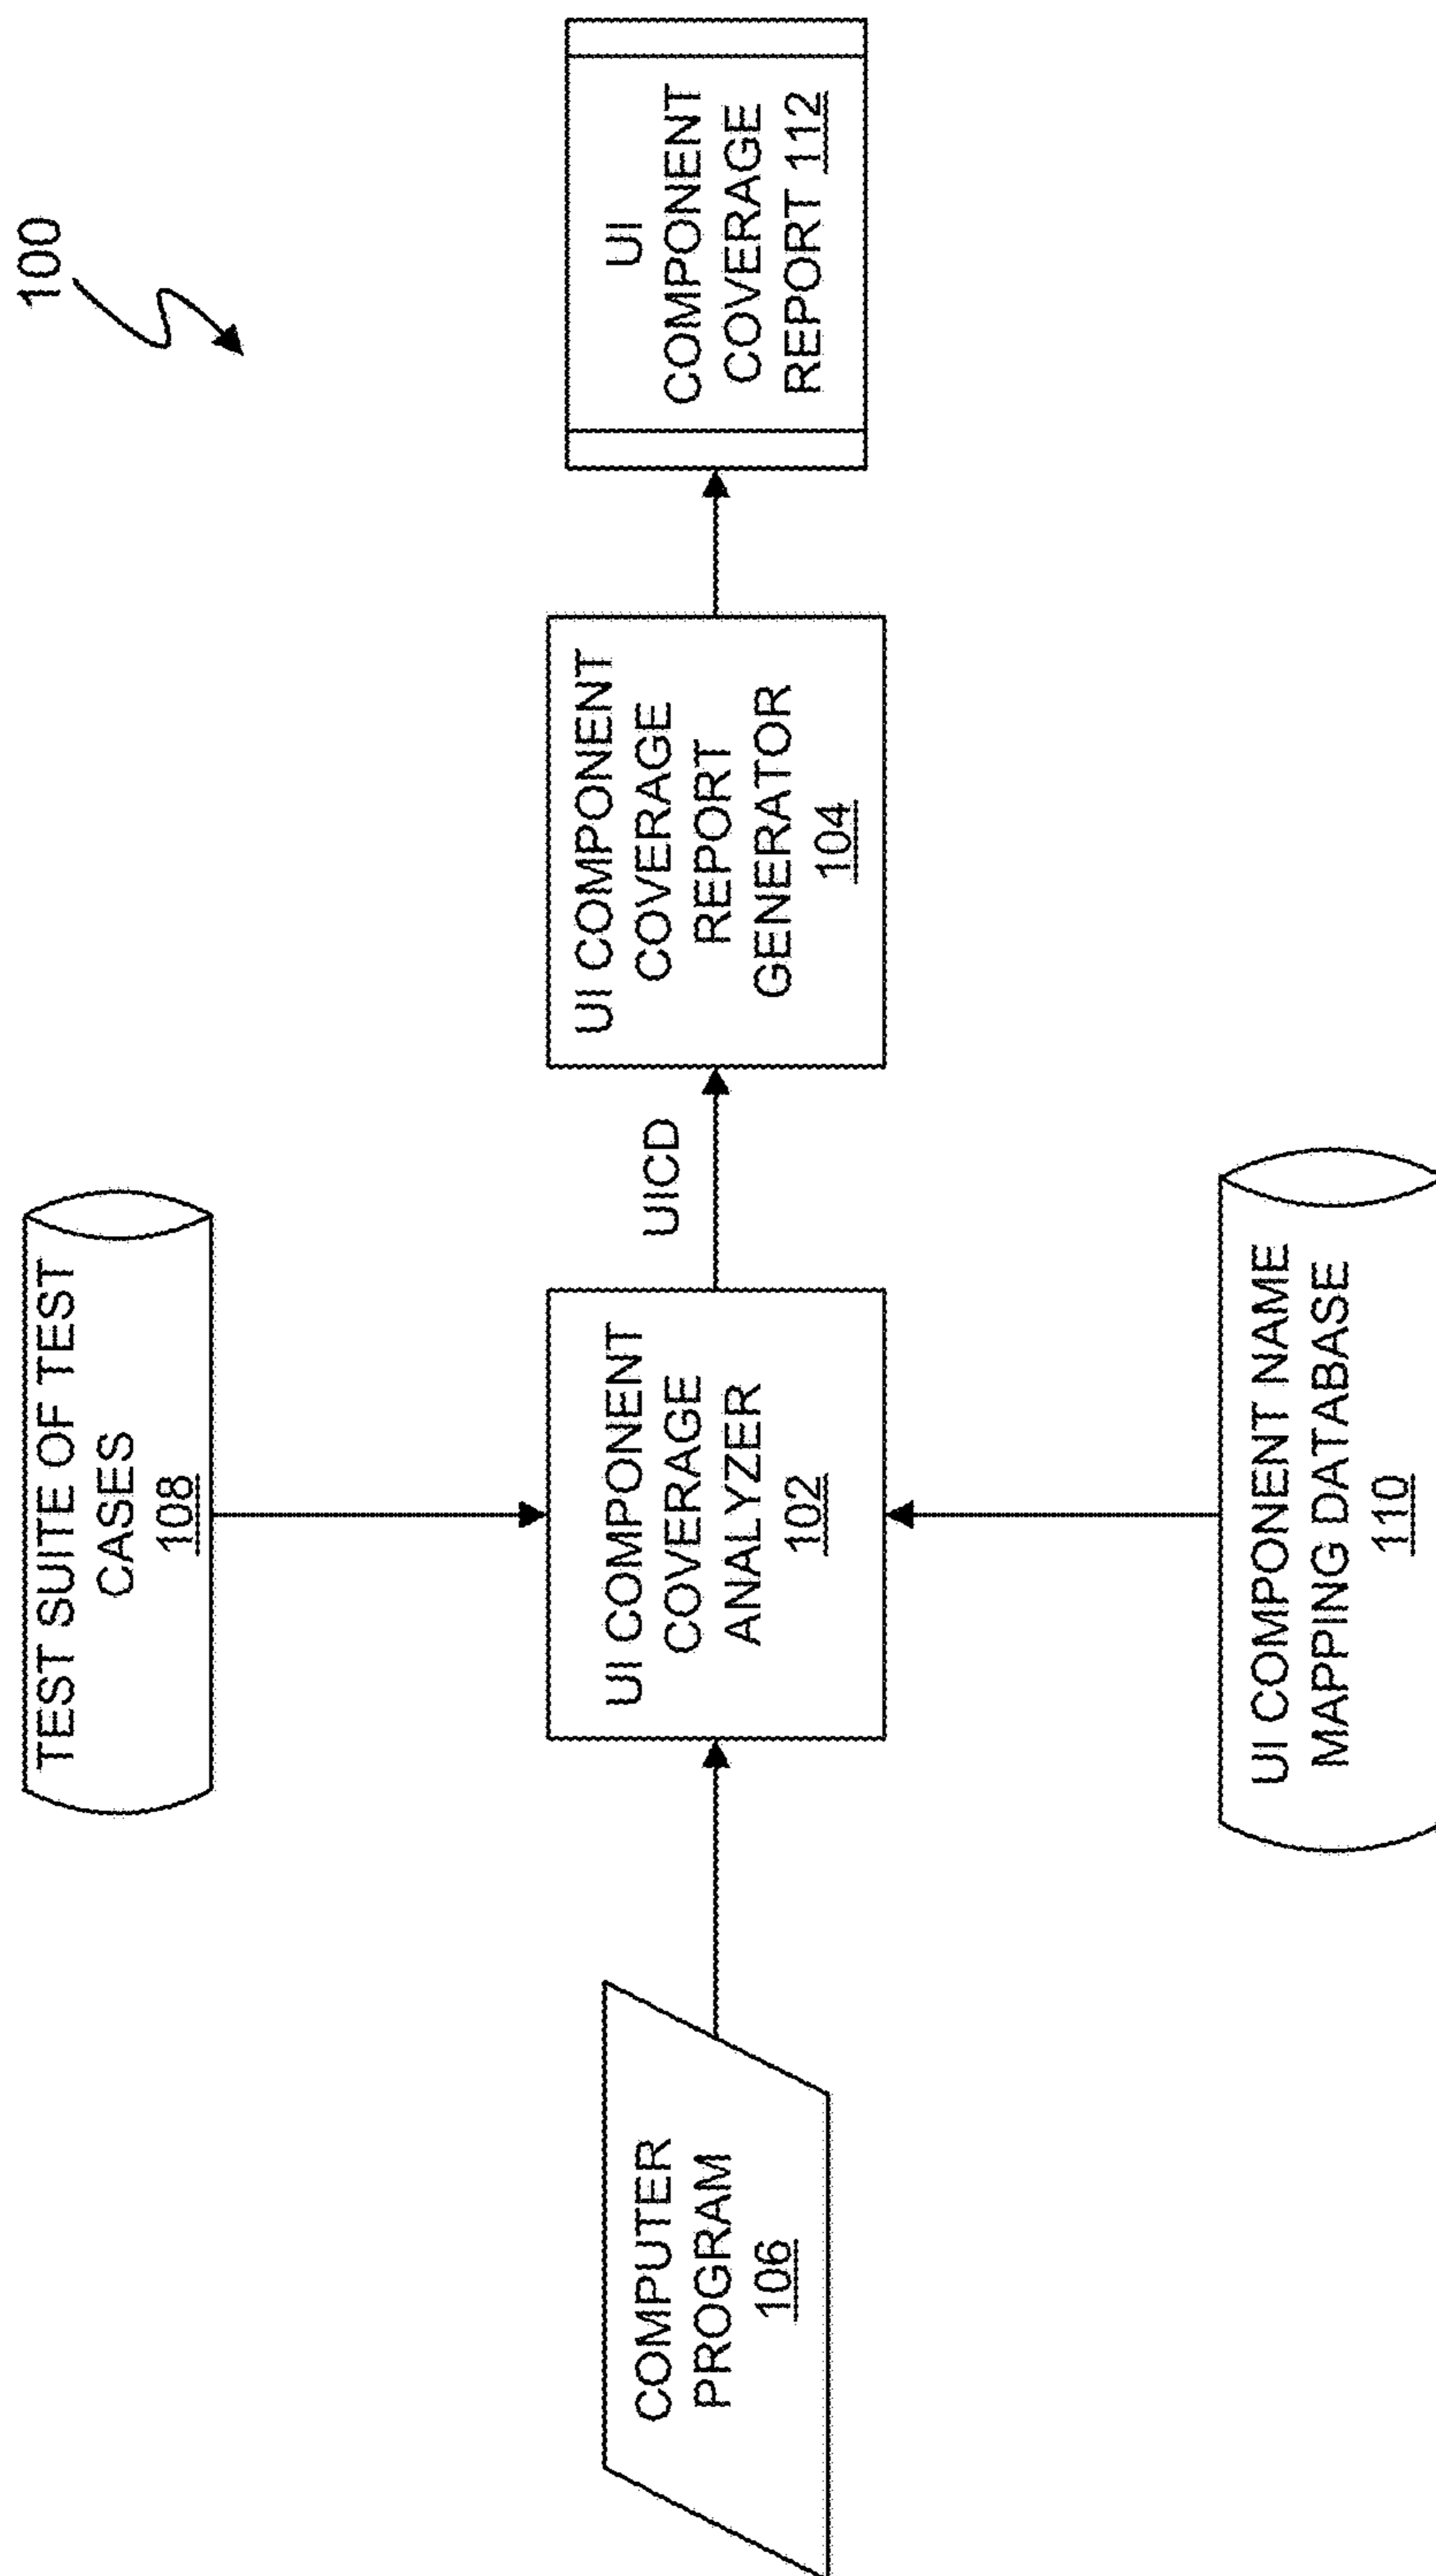 100
TEST SUITE OF TEST
CASES
108
COMPUTER
PROGRAM
106
UI COMPONENT
COVERAGE
ANALYZER
102
UICD
UI COMPONENT
COVERAGE
REPORT
GENERATOR
104
UI
COMPONENT
COVERAGE
REPORT 112
UI COMPONENT NAME
MAPPING DATABASE
110